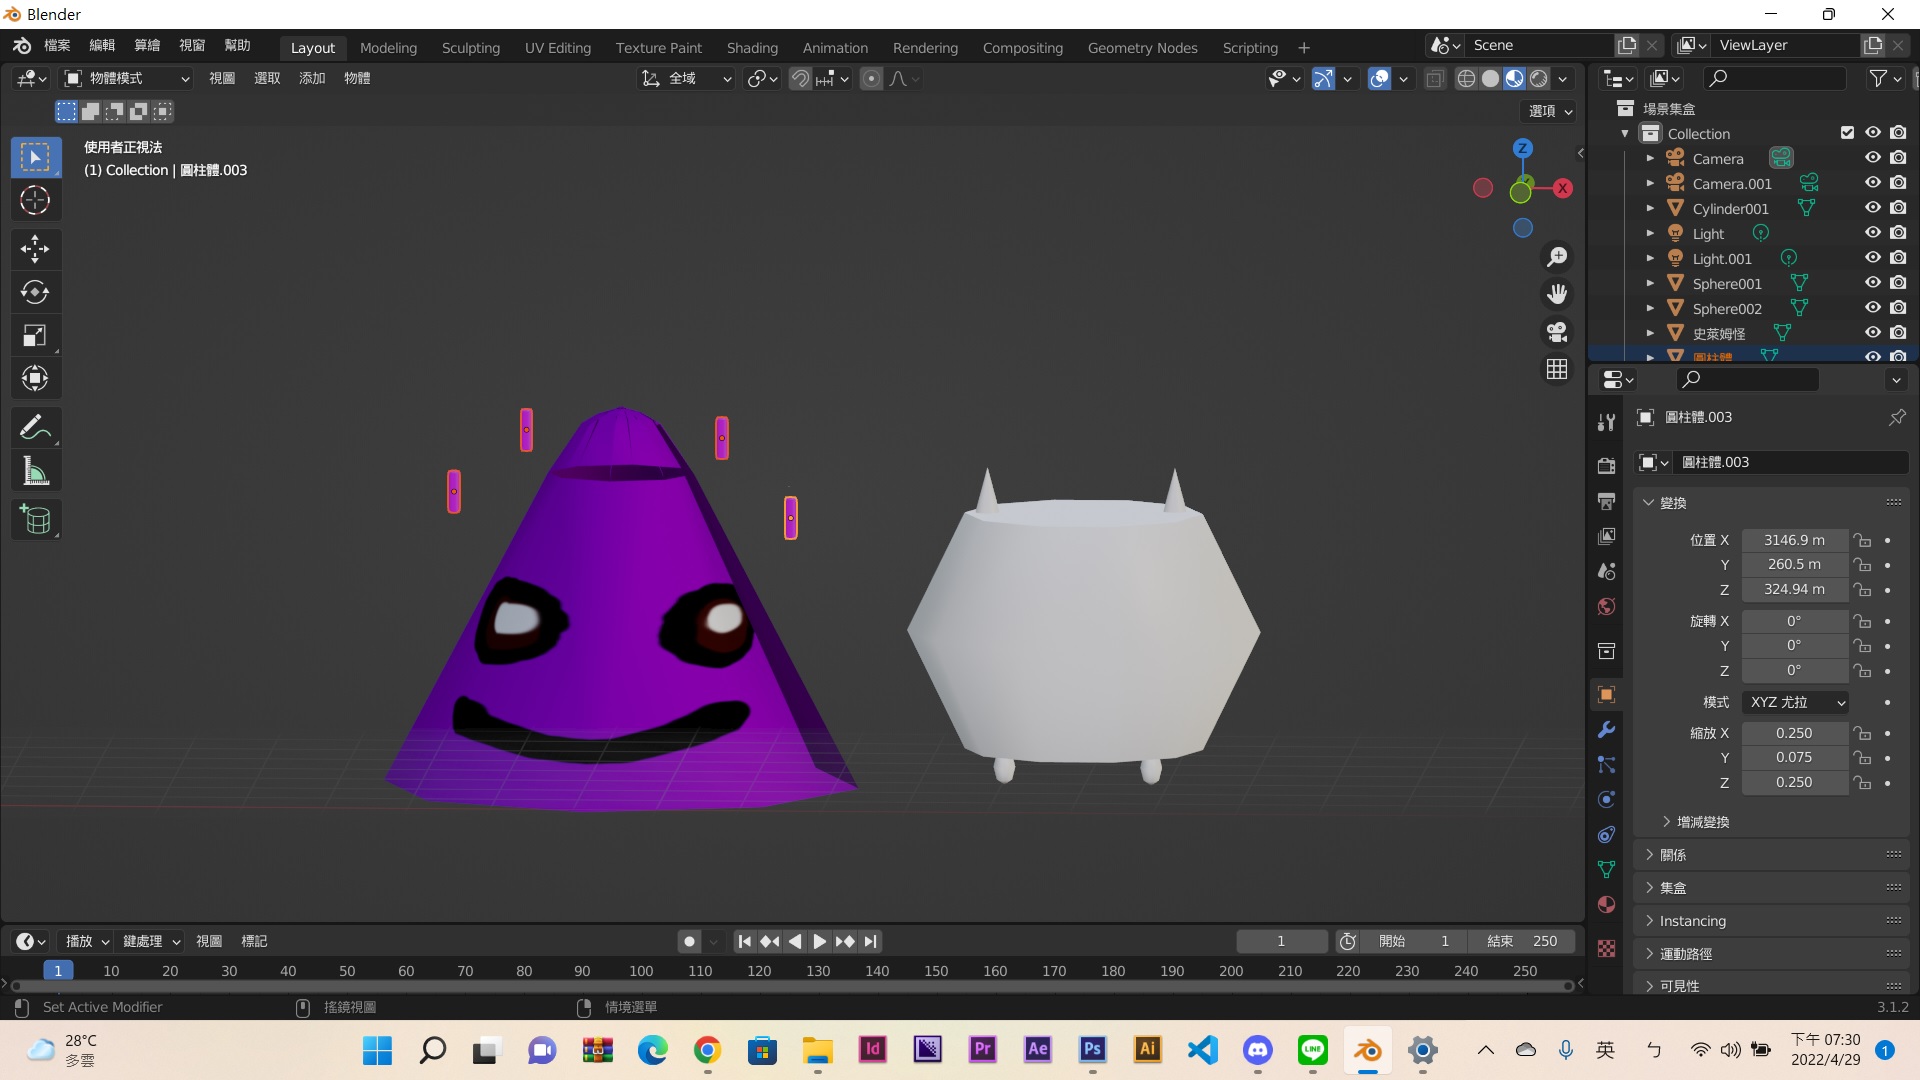 Blender
檔案 編輯 算繪 視窗 幫助 Layout Modeling Sculpting UV Editing Texture Paint Shading Animation Rendering Compositing Geometry Nodes Scripting + Scene ViewLayer
物體模式 視圖 選取 添加 物體 全域
選項
使用者正視法
(1) Collection | 圓柱體.003
Z
X
場景集盒
Collection
Camera
Camera.001
Cylinder001
Light
Light.001
Sphere001
Sphere002
史萊姆怪
圓柱體
圓柱體.003
圓柱體.003
變換
位置 X 3146.9 m
Y 260.5 m
Z 324.94 m
旋轉 X 0°
Y 0°
Z 0°
模式 XYZ 尤拉
縮放 X 0.250
Y 0.075
Z 0.250
增減變換
關係
集盒
Instancing
運動路徑
可見性
播放 鍵處理 視圖 標記 1 開始 1 結束 250
1 10 20 30 40 50 60 70 80 90 100 110 120 130 140 150 160 170 180 190 200 210 220 230 240 250
Set Active Modifier 搖鏡視圖 情境選單 3.1.2
28°C
多雲
Id Pr Ae Ps Ai LINE 英 ㄣ
下午 07:30
2022/4/29
1